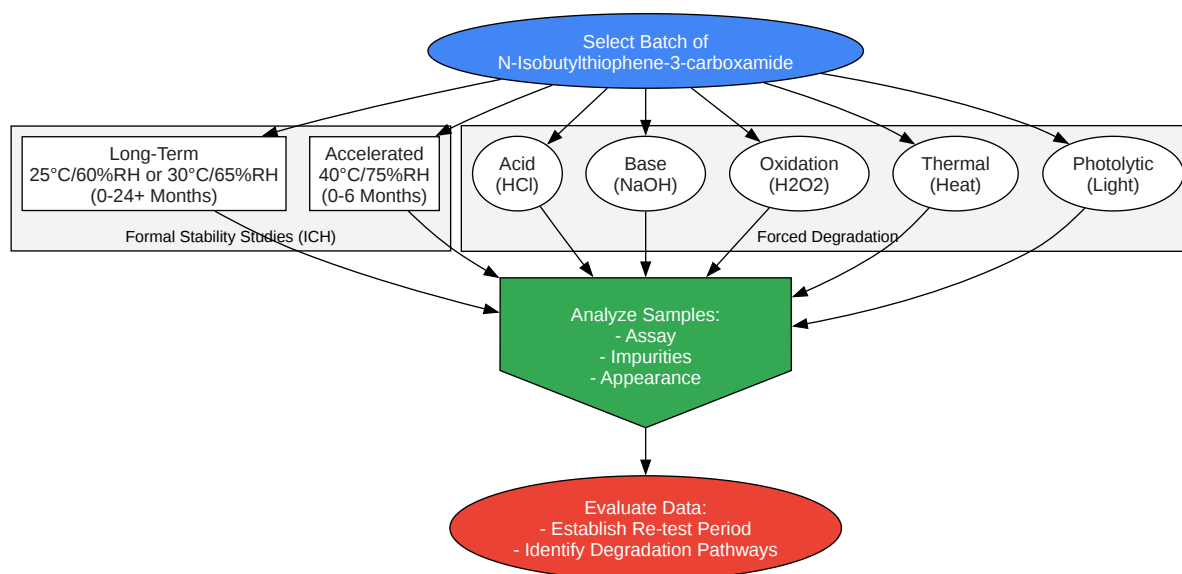 Select Batch of
N-Isobutylthiophene-3-carboxamide
Long-Term
25°C/60%RH or 30°C/65%RH
(0-24+ Months)
Accelerated
40°C/75%RH
(0-6 Months)
Formal Stability Studies (ICH)
Acid
(HCl)
Base
(NaOH)
Oxidation
(H2O2)
Thermal
(Heat)
Photolytic
(Light)
Forced Degradation
Analyze Samples:
- Assay
- Impurities
- Appearance
Evaluate Data:
- Establish Re-test Period
- Identify Degradation Pathways